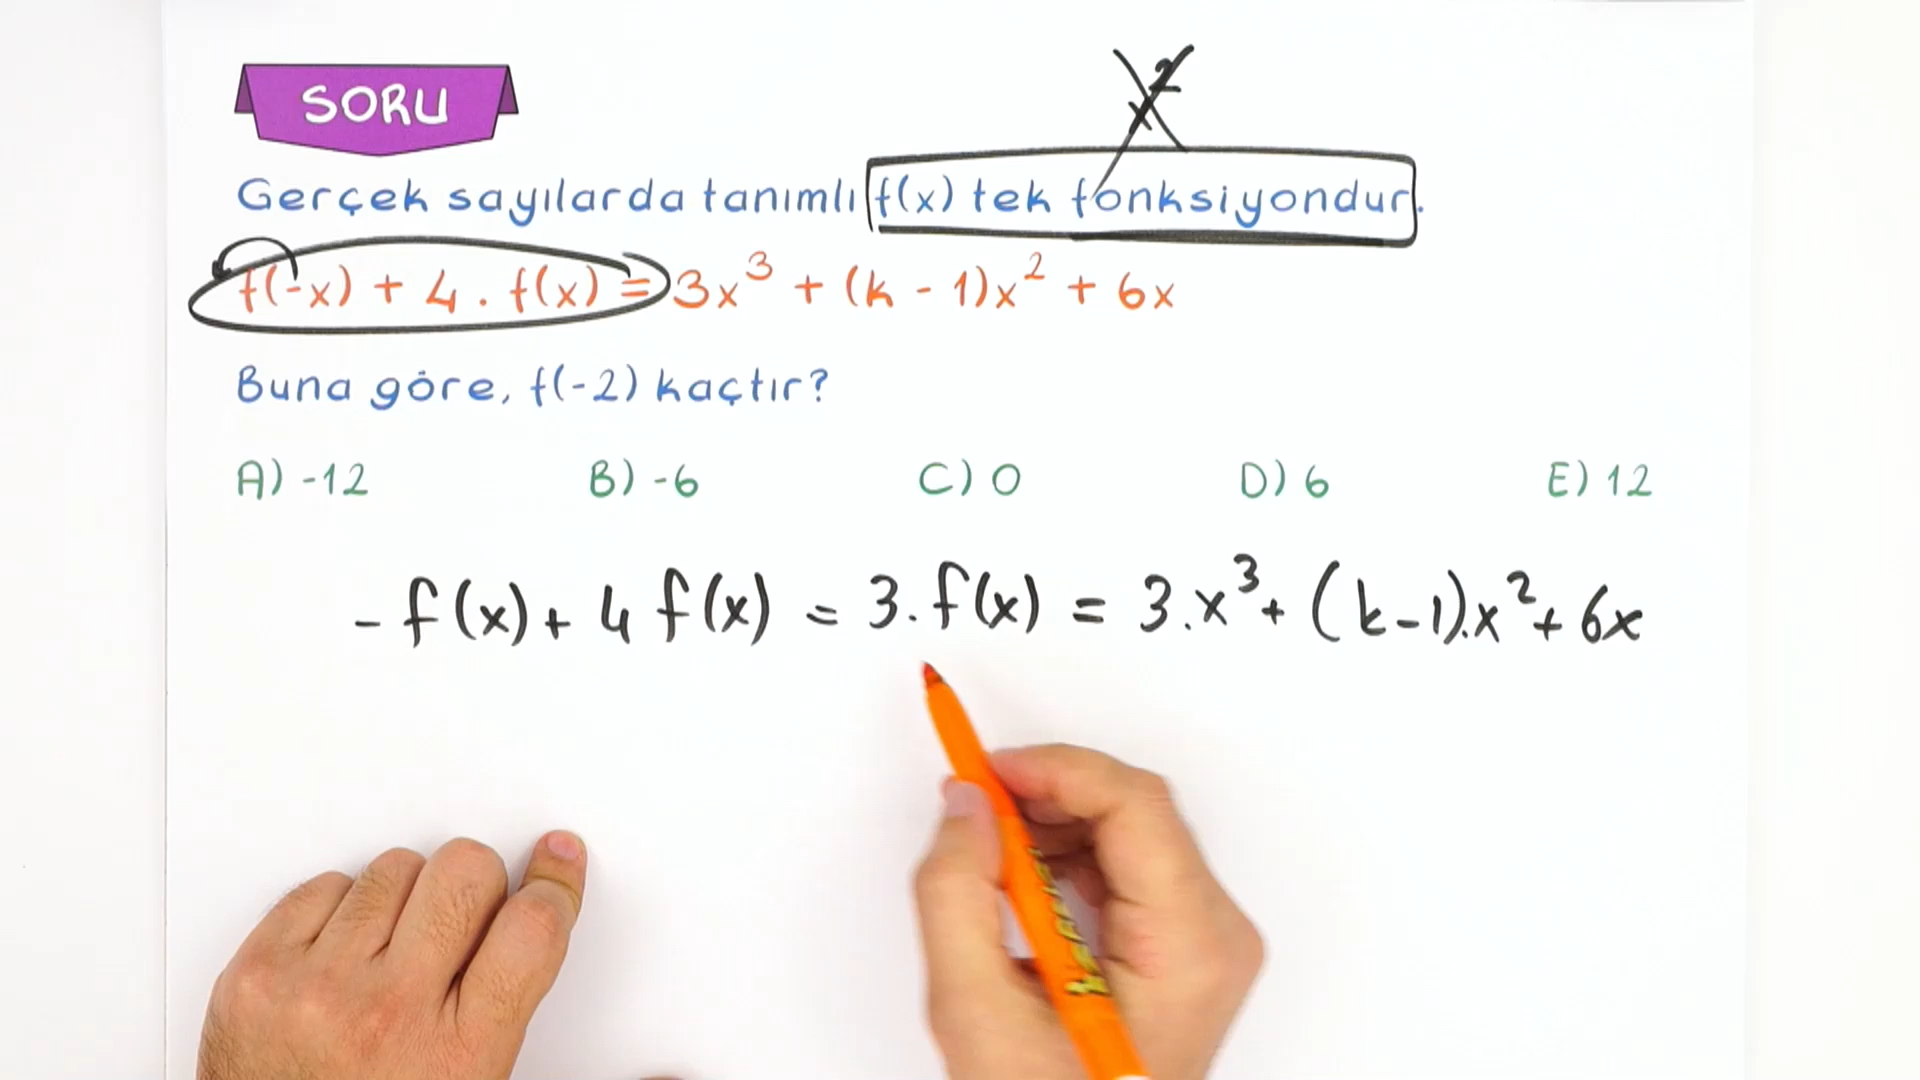 SORU
x²
Gerçek sayılarda tanımlı f(x) tek fonksiyondur.
f(-x) + 4 . f(x) = 3x³ + (k - 1)x² + 6x
Buna göre, f(-2) kaçtır?
A) -12 B) -6 C) 0 D) 6 E) 12
- f(x) + 4 f(x) = 3. f(x) = 3.x³ + (k-1).x² + 6x